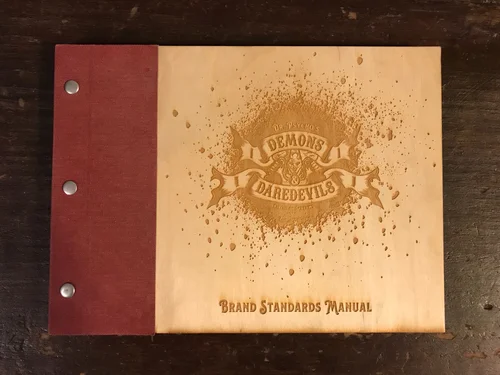 DEMONS
DAREDEVILS
BRAND STANDARDS MANUAL